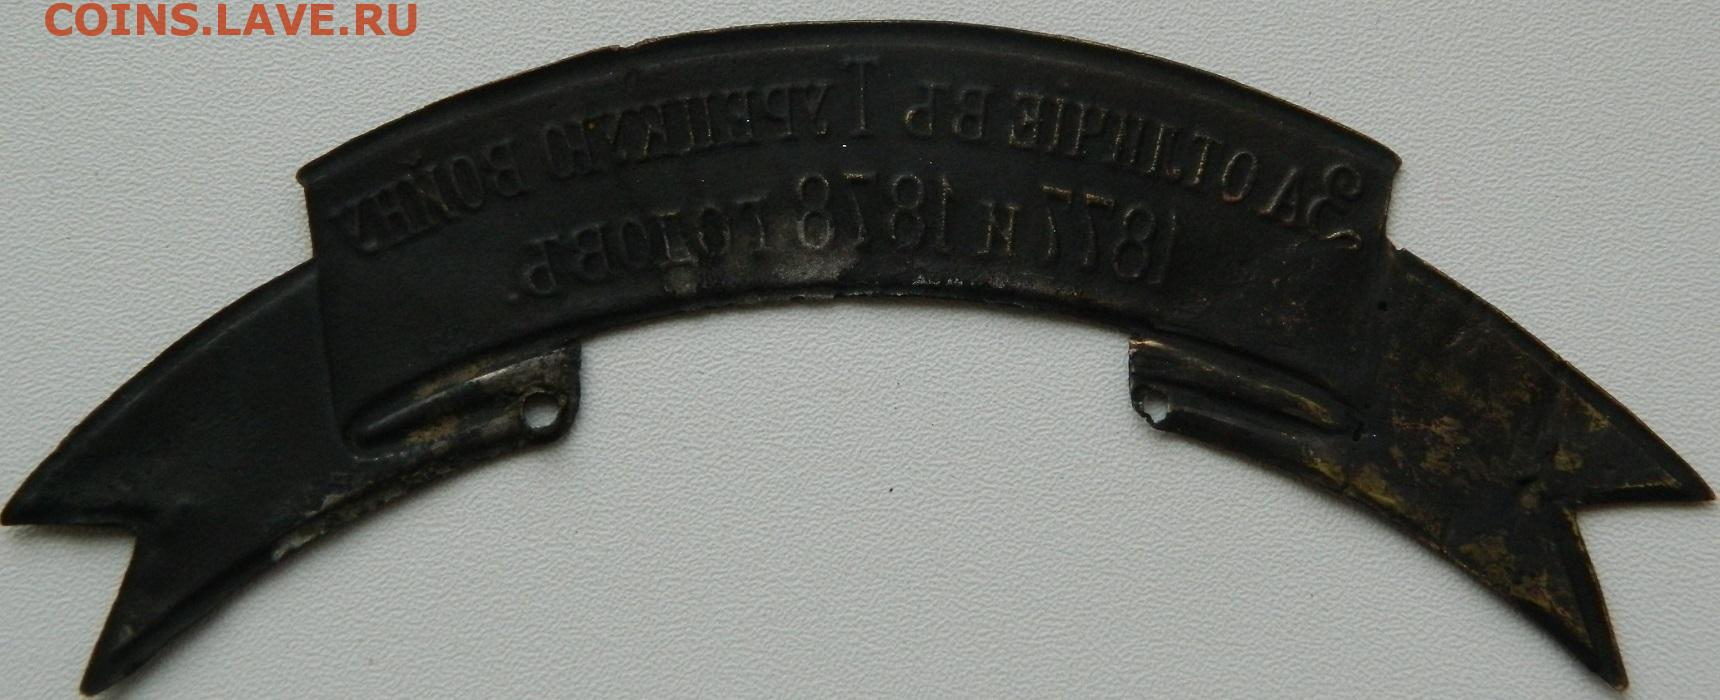 COINS.LAVE.RU
За отличіе въ Турецкую войну
1877 и 1878 годовъ.